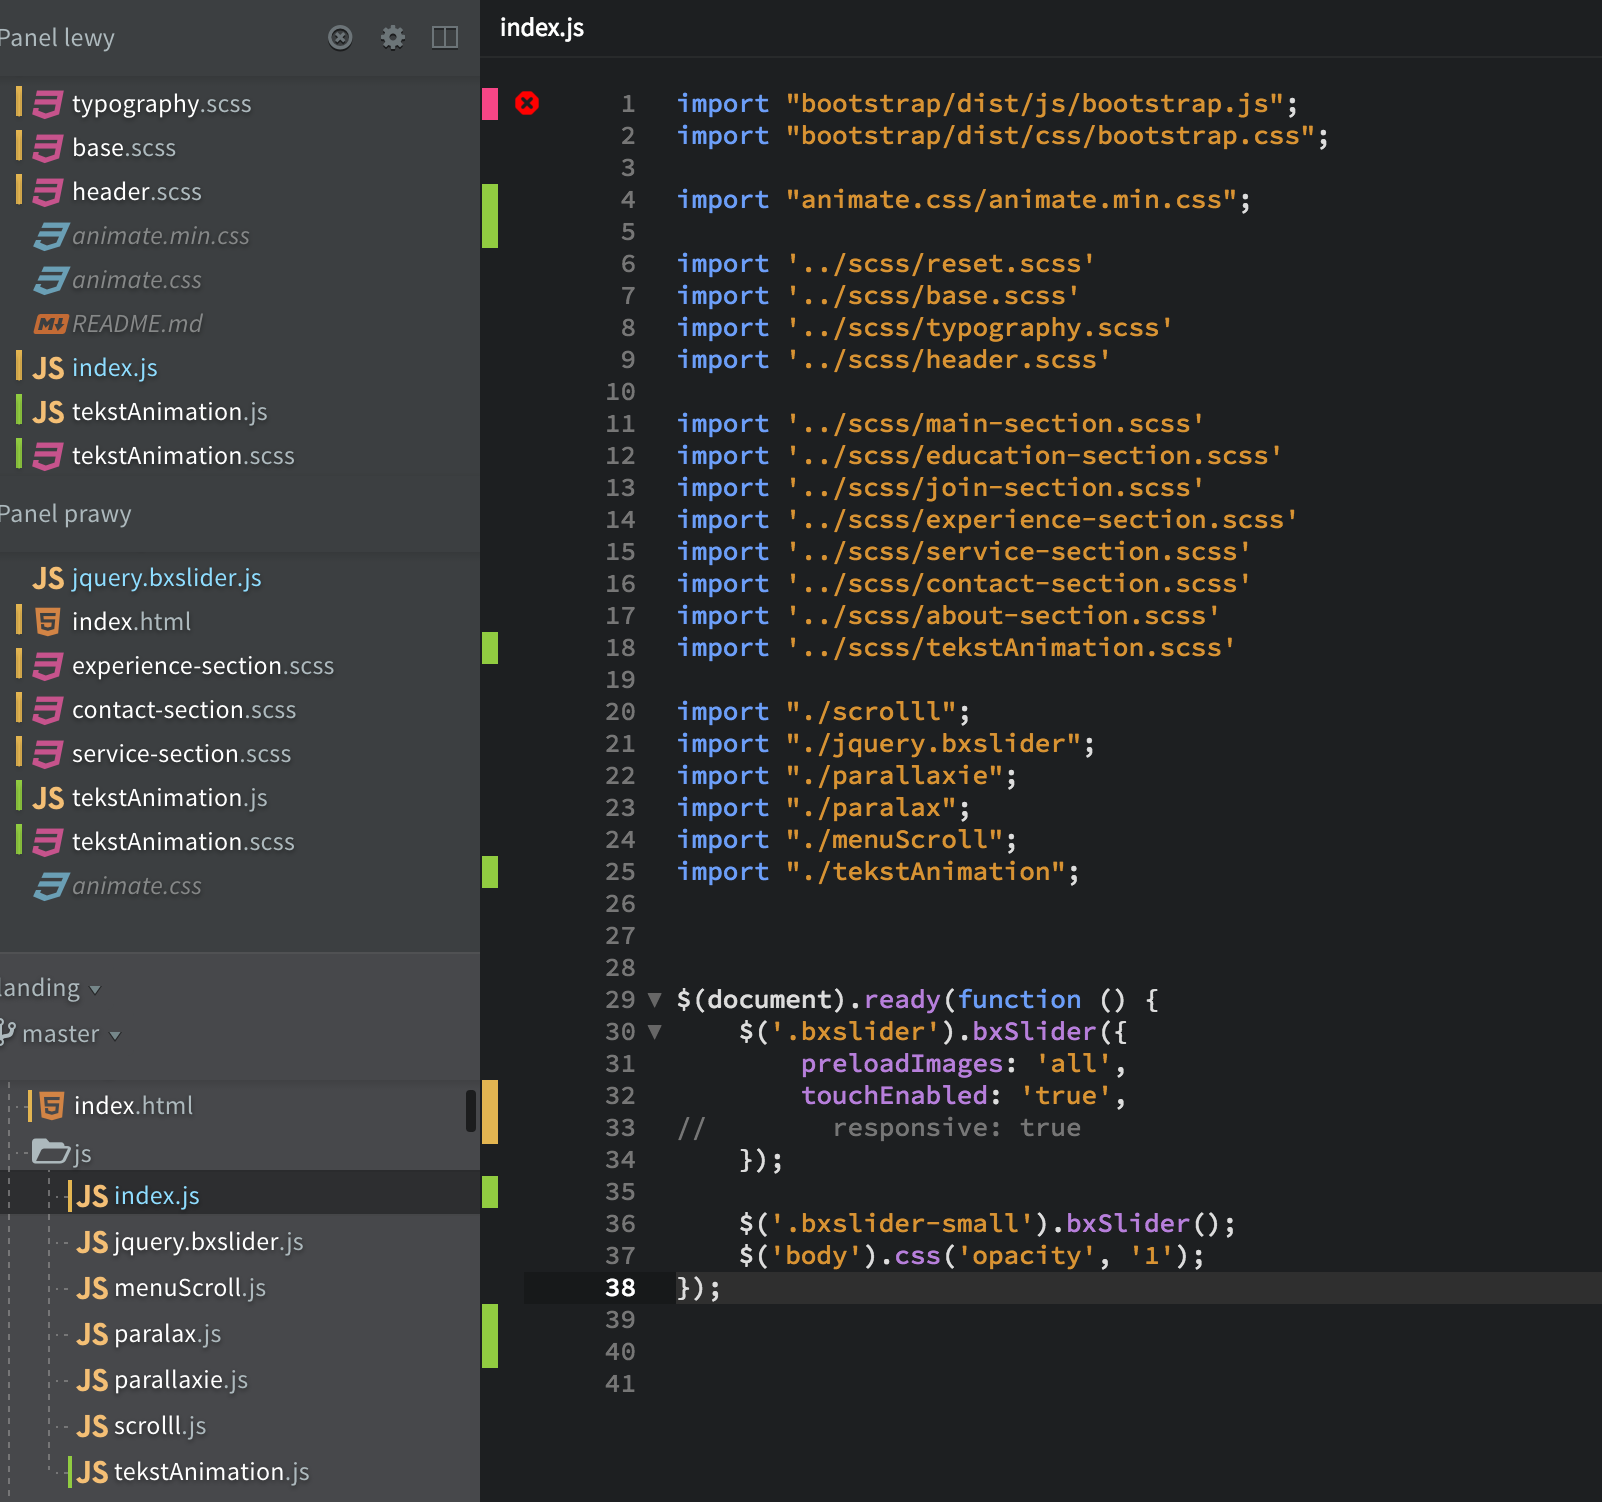 Panel lewy
typography.scss
base.scss
header.scss
animate.min.css
animate.css
README.md
JS index.js
JS tekstAnimation.js
tekstAnimation.scss
Panel prawy
JS jquery.bxslider.js
index.html
experience-section.scss
contact-section.scss
service-section.scss
JS tekstAnimation.js
tekstAnimation.scss
animate.css
landing
master
index.html
js
JS index.js
JS jquery.bxslider.js
JS menuScroll.js
JS paralax.js
JS parallaxie.js
JS scrolll.js
JS tekstAnimation.js
index.js
1 import "bootstrap/dist/js/bootstrap.js";
2 import "bootstrap/dist/css/bootstrap.css";
3
4 import "animate.css/animate.min.css";
5
6 import '../scss/reset.scss'
7 import '../scss/base.scss'
8 import '../scss/typography.scss'
9 import '../scss/header.scss'
10
11 import '../scss/main-section.scss'
12 import '../scss/education-section.scss'
13 import '../scss/join-section.scss'
14 import '../scss/experience-section.scss'
15 import '../scss/service-section.scss'
16 import '../scss/contact-section.scss'
17 import '../scss/about-section.scss'
18 import '../scss/tekstAnimation.scss'
19
20 import "./scrolll";
21 import "./jquery.bxslider";
22 import "./parallaxie";
23 import "./paralax";
24 import "./menuScroll";
25 import "./tekstAnimation";
26
27
28
29 $(document).ready(function () {
30 $('.bxslider').bxSlider({
31 preloadImages: 'all',
32 touchEnabled: 'true',
33 // responsive: true
34 });
35
36 $('.bxslider-small').bxSlider();
37 $('body').css('opacity', '1');
38 });
39
40
41